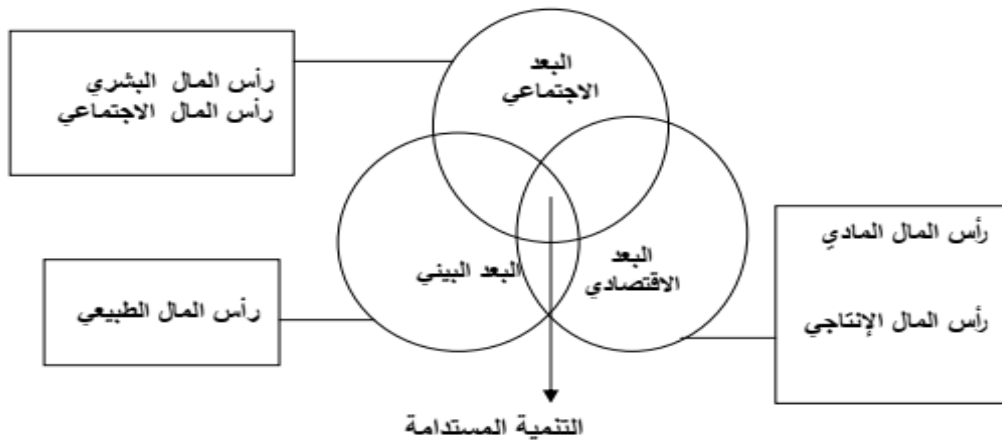 البعد
الاجتماعي
رأس المال البشري
رأس المال الاجتماعي
رأس المال المادي
رأس المال الإنتاجي
البعد
الاقتصادي
البعد البيئي
رأس المال الطبيعي
التنمية المستدامة